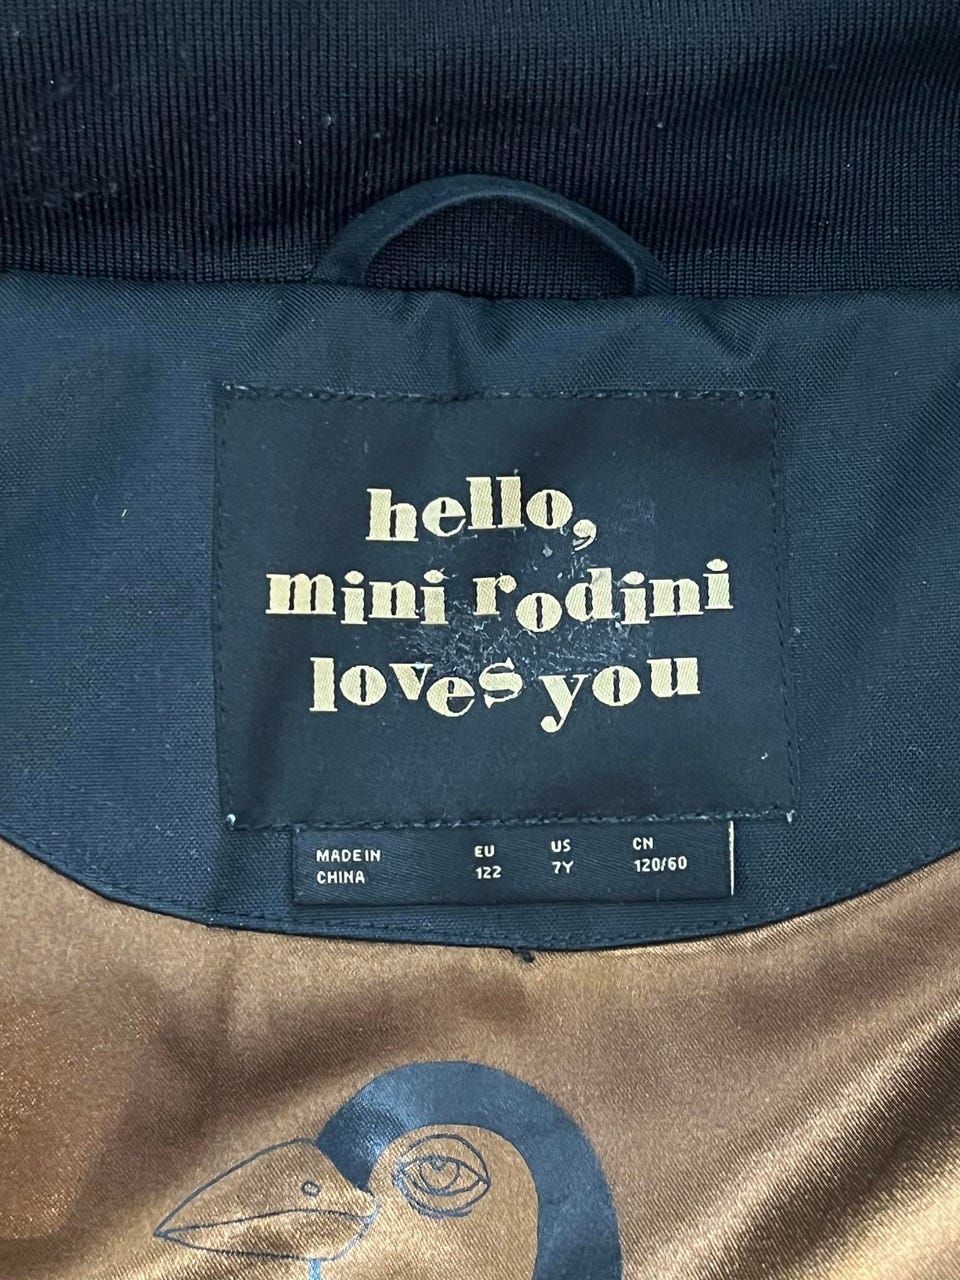 hello,
mini rodini
loves you
MADE IN CHINA
EU 122
US 7Y
CN 120/60